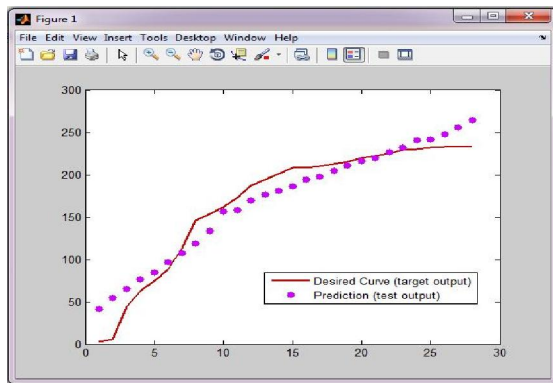 Figure 1
File Edit View Insert Tools Desktop Window Help
300
250
200
150
100
50
0
Desired Curve (target output)
Prediction (test output)
0 5 10 15 20 25 30